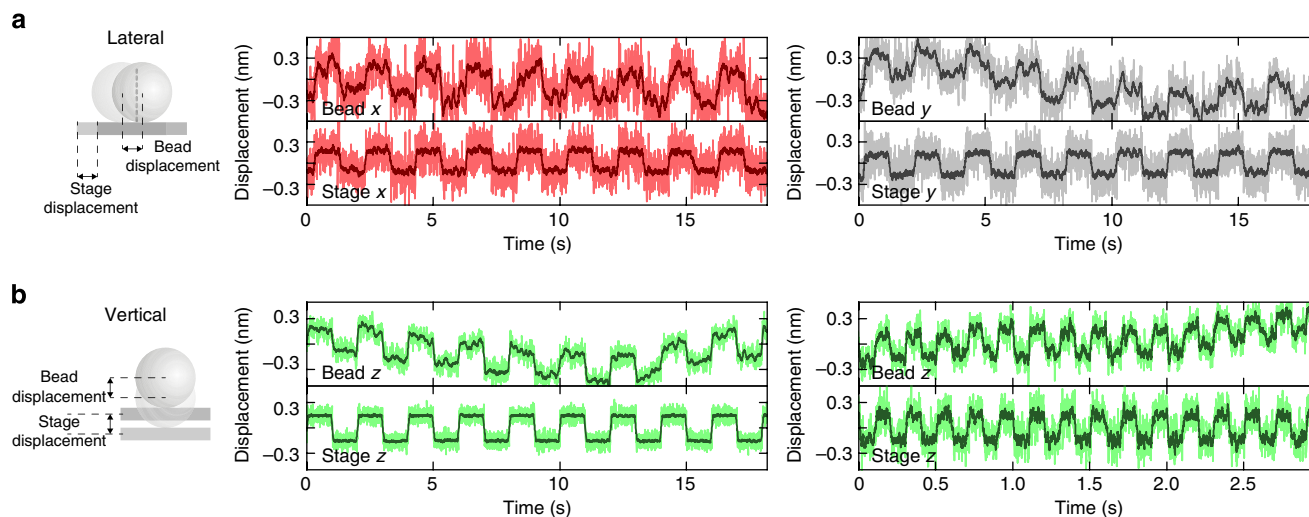 a
Lateral
Bead
displacement
Stage
displacement
Displacement (nm)
0.3
−0.3
Bead x
Displacement (nm)
0.3
−0.3
Bead y
0.3
−0.3
Stage x
0.3
−0.3
Stage y
0 5 10 15
Time (s)
0 5 10 15
Time (s)
b
Vertical
Bead
displacement
Stage
displacement
Displacement (nm)
0.3
−0.3
Bead z
Displacement (nm)
0.3
−0.3
Bead z
0.3
−0.3
Stage z
0.3
−0.3
Stage z
0 5 10 15
Time (s)
0 0.5 1.0 1.5 2.0 2.5
Time (s)